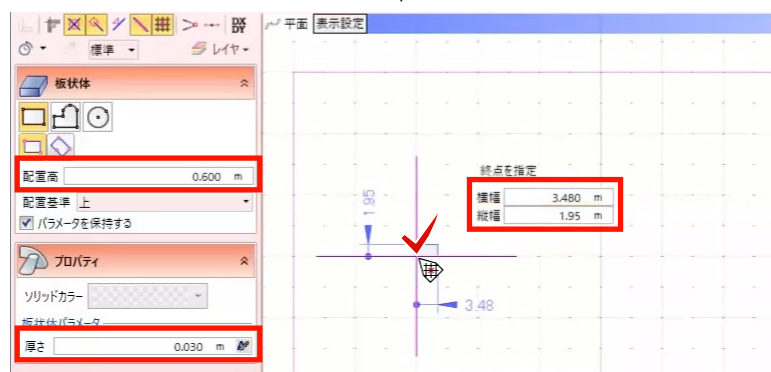 DX
DY
標準
レイヤ
平面 表示設定
板状体
配置高 0.600 m
配置基準 上
パラメータを保持する
プロパティ
ソリッドカラー
板状体パラメータ
厚さ 0.030 m
終点を指定
横幅 3.480 m
縦幅 1.95 m
1.95
3.48